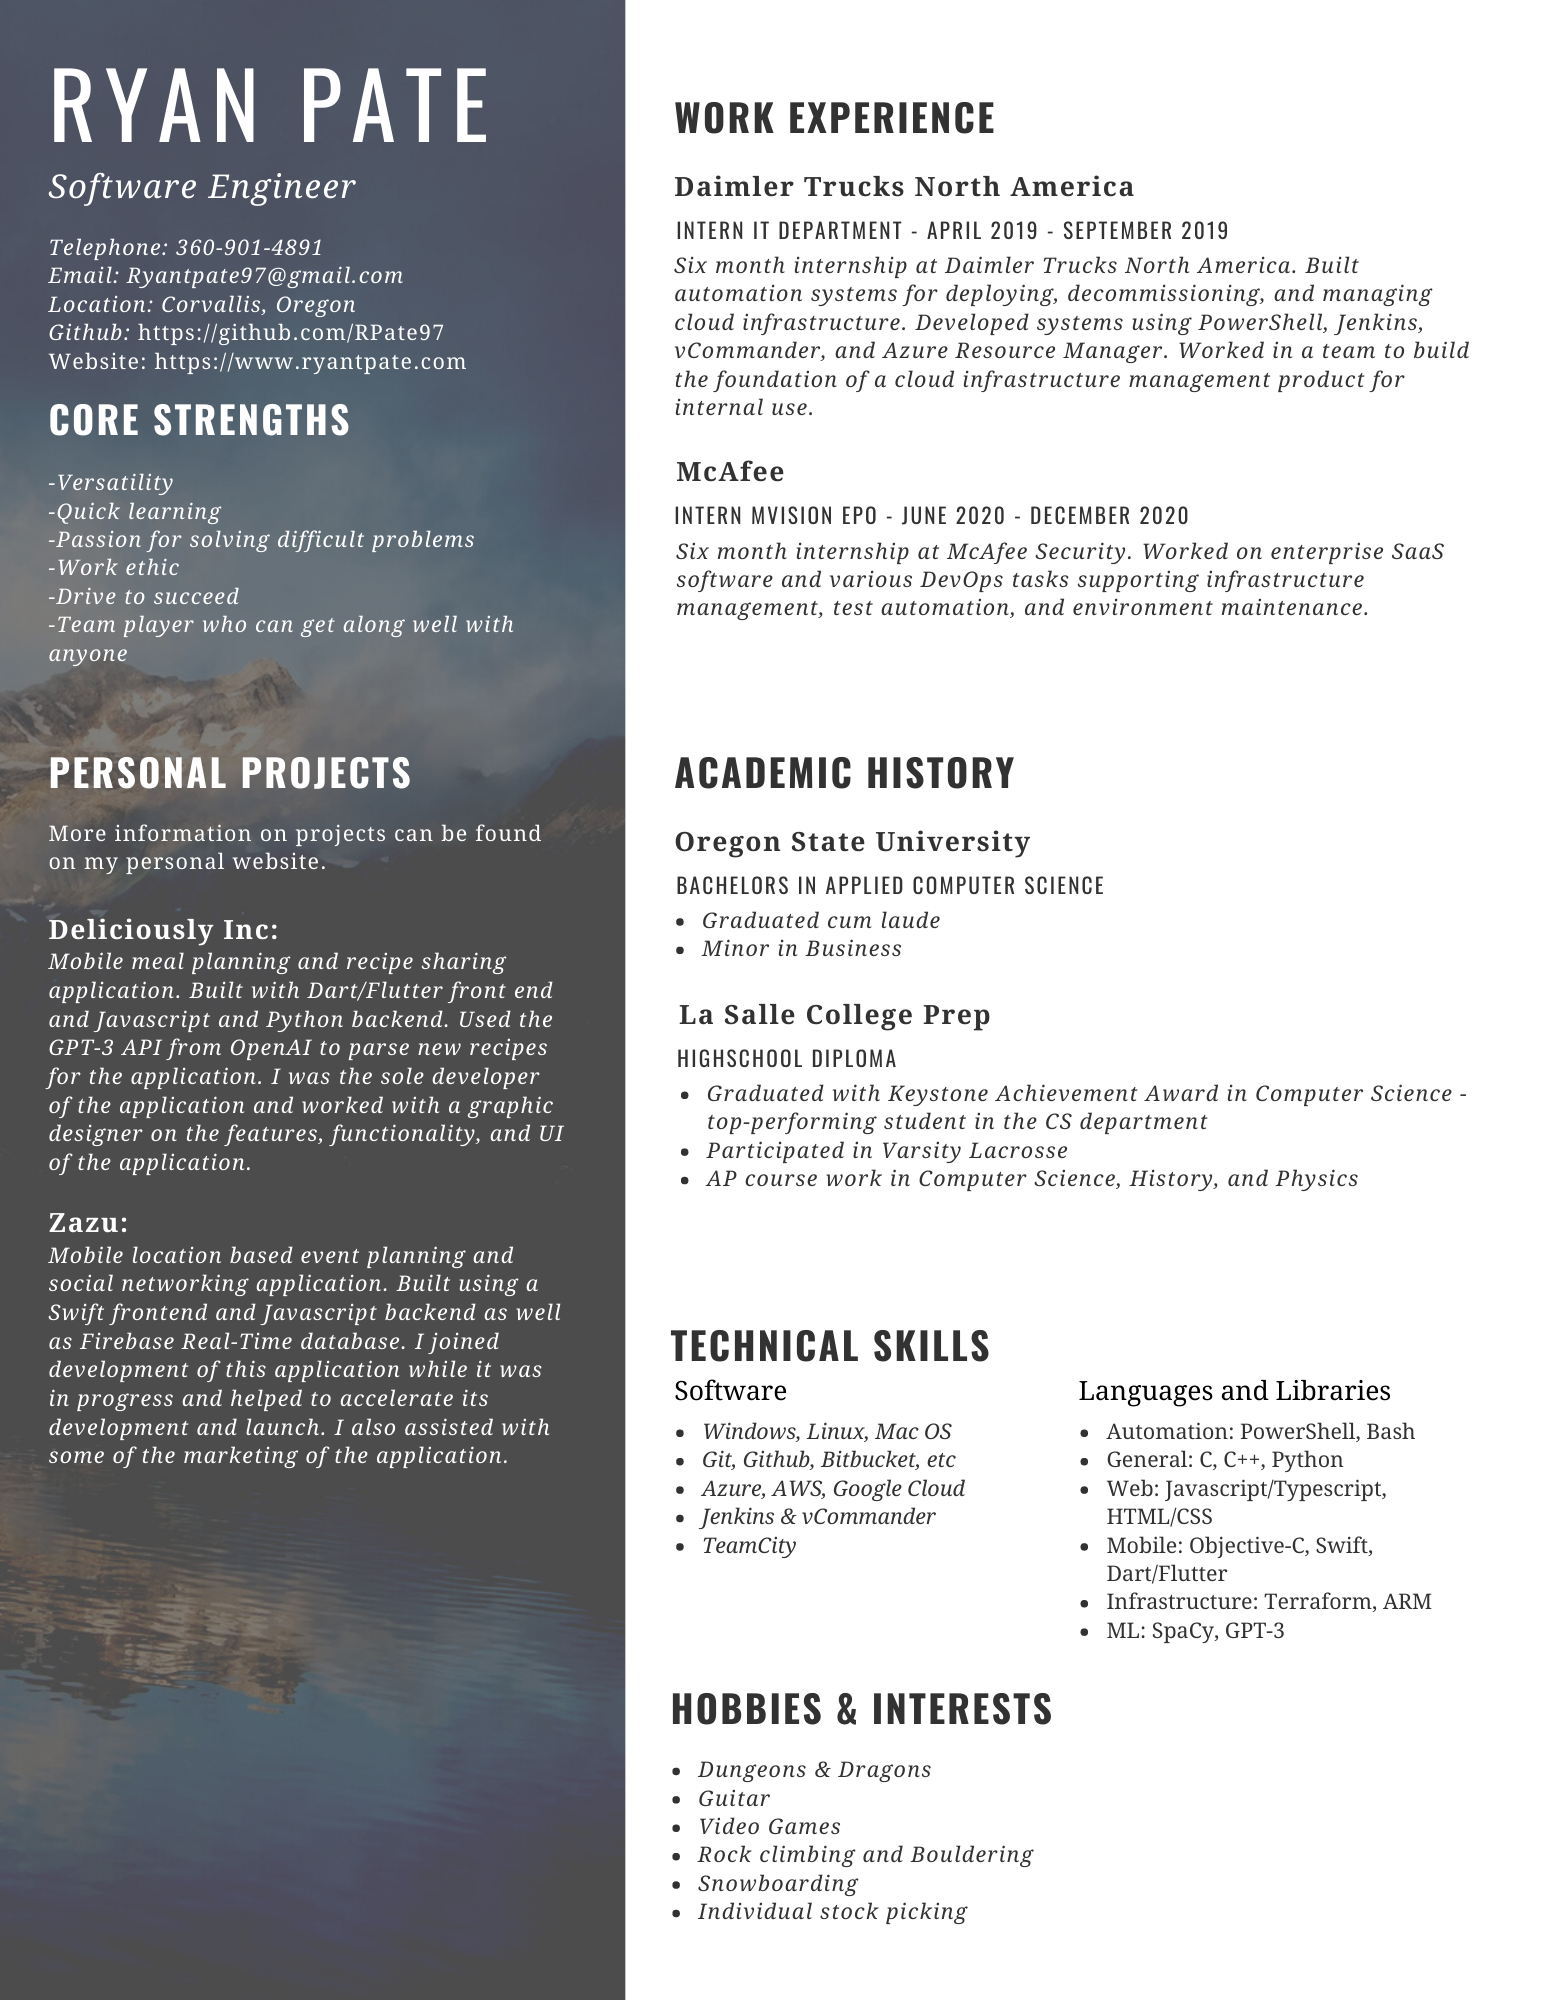 RYAN PATE
Software Engineer
Telephone: 360-901-4891
Email: Ryantpate97@gmail.com
Location: Corvallis, Oregon
Github: https://github.com/RPate97
Website: https://www.ryantpate.com
CORE STRENGTHS
-Versatility
-Quick learning
-Passion for solving difficult problems
-Work ethic
-Drive to succeed
-Team player who can get along well with
anyone
PERSONAL PROJECTS
More information on projects can be found
on my personal website.
Deliciously Inc:
Mobile meal planning and recipe sharing
application. Built with Dart/Flutter front end
and Javascript and Python backend. Used the
GPT-3 API from OpenAI to parse new recipes
for the application. I was the sole developer
of the application and worked with a graphic
designer on the features, functionality, and UI
of the application.
Zazu:
Mobile location based event planning and
social networking application. Built using a
Swift frontend and Javascript backend as well
as Firebase Real-Time database. I joined
development of this application while it was
in progress and helped to accelerate its
development and launch. I also assisted with
some of the marketing of the application.
WORK EXPERIENCE
Daimler Trucks North America
INTERN IT DEPARTMENT - APRIL 2019 - SEPTEMBER 2019
Six month internship at Daimler Trucks North America. Built
automation systems for deploying, decommissioning, and managing
cloud infrastructure. Developed systems using PowerShell, Jenkins,
vCommander, and Azure Resource Manager. Worked in a team to build
the foundation of a cloud infrastructure management product for
internal use.
McAfee
INTERN MVISION EPO - JUNE 2020 - DECEMBER 2020
Six month internship at McAfee Security. Worked on enterprise SaaS
software and various DevOps tasks supporting infrastructure
management, test automation, and environment maintenance.
ACADEMIC HISTORY
Oregon State University
BACHELORS IN APPLIED COMPUTER SCIENCE
• Graduated cum laude
• Minor in Business
La Salle College Prep
HIGHSCHOOL DIPLOMA
• Graduated with Keystone Achievement Award in Computer Science -
top-performing student in the CS department
• Participated in Varsity Lacrosse
• AP course work in Computer Science, History, and Physics
TECHNICAL SKILLS
Software
• Windows, Linux, Mac OS
• Git, Github, Bitbucket, etc
• Azure, AWS, Google Cloud
• Jenkins & vCommander
• TeamCity
Languages and Libraries
• Automation: PowerShell, Bash
• General: C, C++, Python
• Web: Javascript/Typescript,
HTML/CSS
• Mobile: Objective-C, Swift,
Dart/Flutter
• Infrastructure: Terraform, ARM
• ML: SpaCy, GPT-3
HOBBIES & INTERESTS
• Dungeons & Dragons
• Guitar
• Video Games
• Rock climbing and Bouldering
• Snowboarding
• Individual stock picking